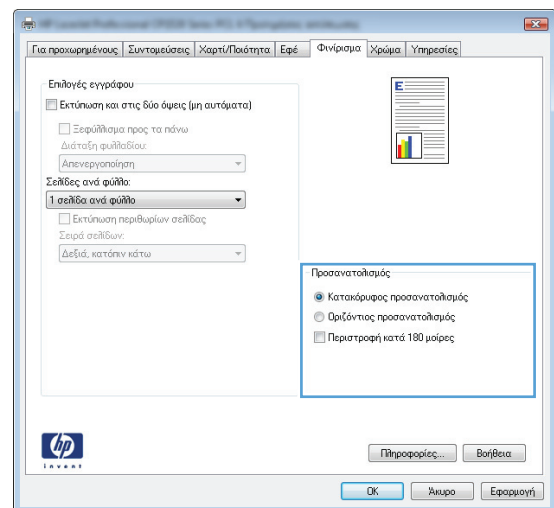 Για προχωρημένους Συντομεύσεις Χαρτί/Ποιότητα Εφέ Φινίρισμα Χρώμα Υπηρεσίες
Επιλογές εγγράφου
Εκτύπωση και στις δύο όψεις (μη αυτόματα)
Ξεφύλλισμα προς τα πάνω
Διάταξη φυλλαδίου:
Απενεργοποίηση
Σελίδες ανά φύλλο:
1 σελίδα ανά φύλλο
Εκτύπωση περιθωρίων σελίδας
Σειρά σελίδων:
Δεξιά, κατόπιν κάτω
E
Προσανατολισμός
Κατακόρυφος προσανατολισμός
Οριζόντιος προσανατολισμός
Περιστροφή κατά 180 μοίρες
hp
invent
Πληροφορίες... Βοήθεια
OK Άκυρο Εφαρμογή